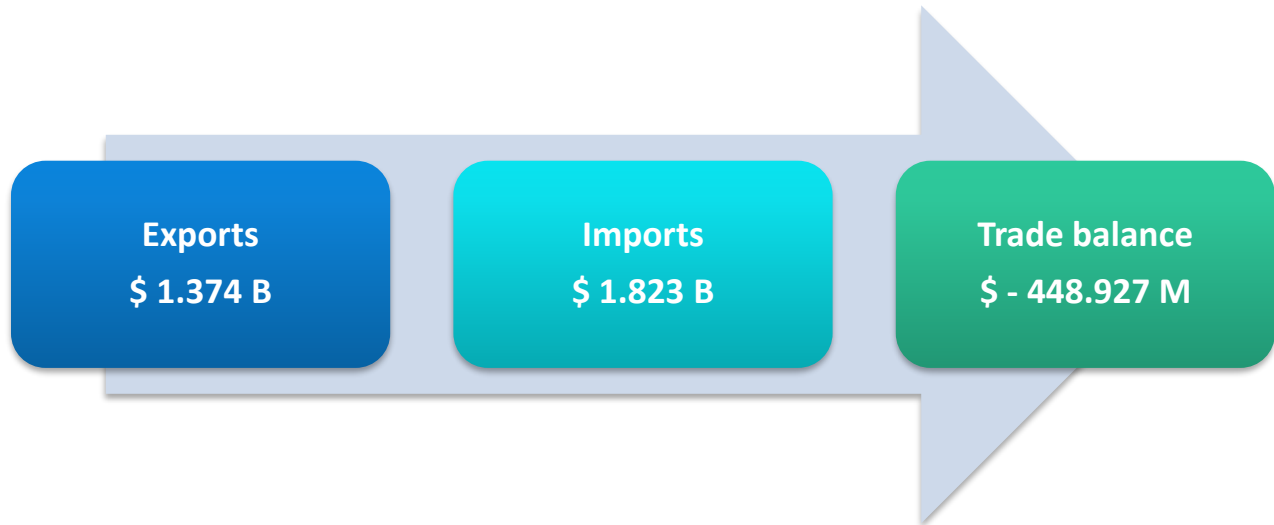 Exports
$ 1.374 B
Imports
$ 1.823 B
Trade balance
$ - 448.927 M